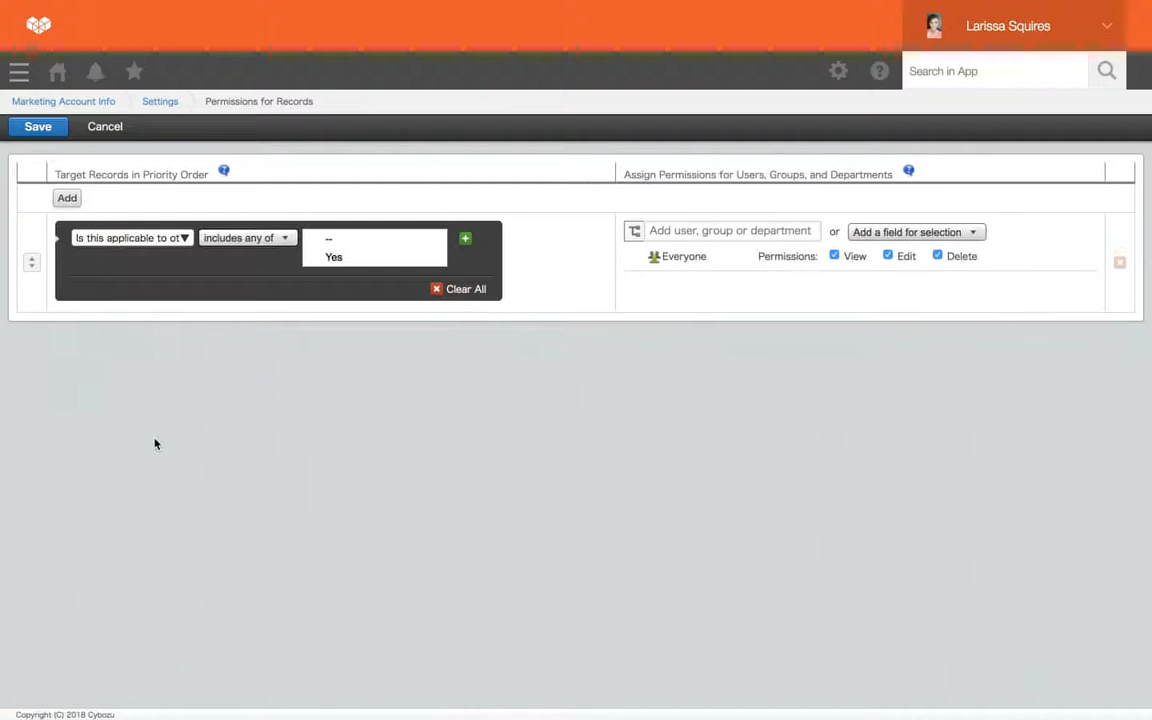 Larissa Squires
Search in App
Marketing Account Info
Settings
Permissions for Records
Save
Cancel
Target Records in Priority Order
Assign Permissions for Users, Groups, and Departments
Add
Is this applicable to ot
includes any of
--
Yes
Clear All
Add user, group or department
or
Add a field for selection
Everyone
Permissions:
View
Edit
Delete
Copyright (C) 2018 Cybozu